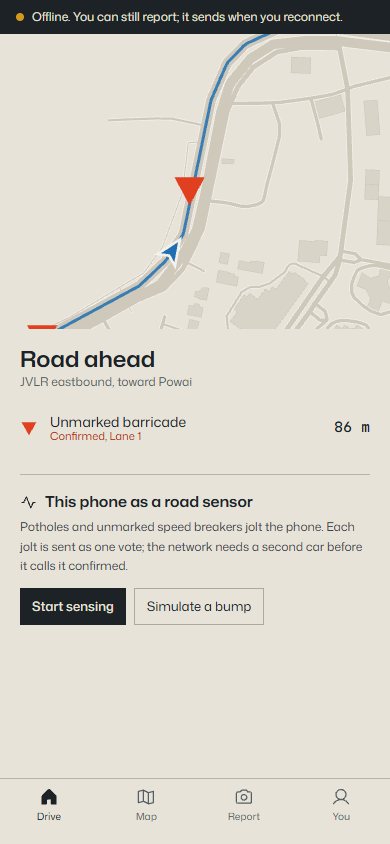 Offline. You can still report; it sends when you reconnect.
Road ahead
JVLR eastbound, toward Powai
Unmarked barricade
86 m
Confirmed, Lane 1
This phone as a road sensor
Potholes and unmarked speed breakers jolt the phone. Each
jolt is sent as one vote; the network needs a second car before
it calls it confirmed.
Start sensing
Simulate a bump
Drive
Map
Report
You